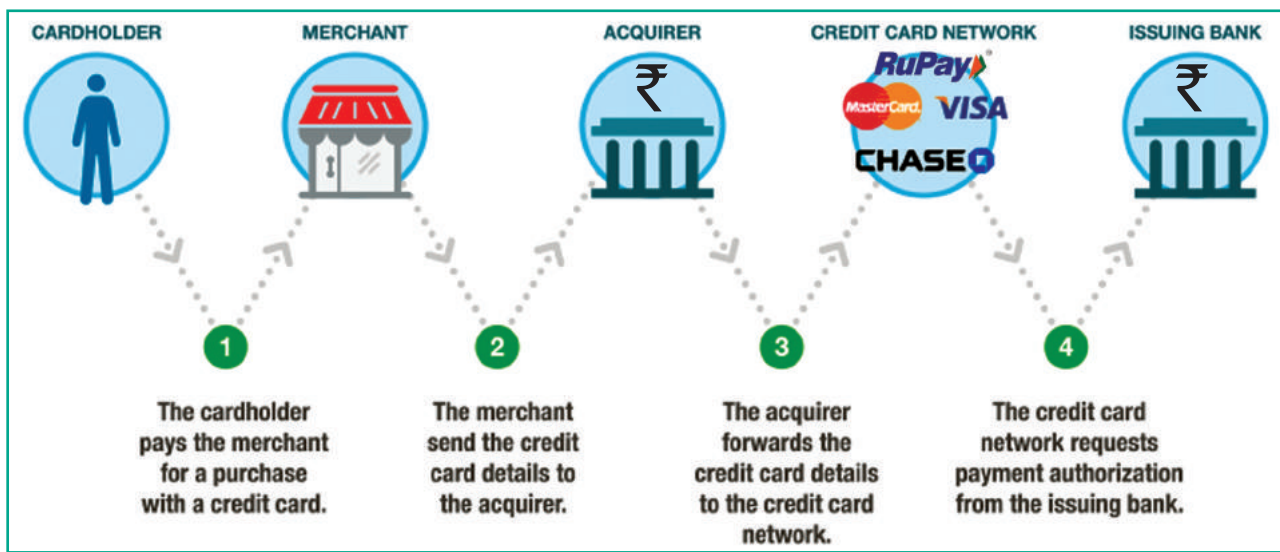 CARDHOLDER
MERCHANT
ACQUIRER
CREDIT CARD NETWORK
ISSUING BANK
₹
RuPay®
MasterCard.
VISA
CHASE
₹
1
The cardholder
pays the merchant
for a purchase
with a credit card.
2
The merchant
send the credit
card details to
the acquirer.
3
The acquirer
forwards the
credit card details
to the credit card
network.
4
The credit card
network requests
payment authorization
from the issuing bank.